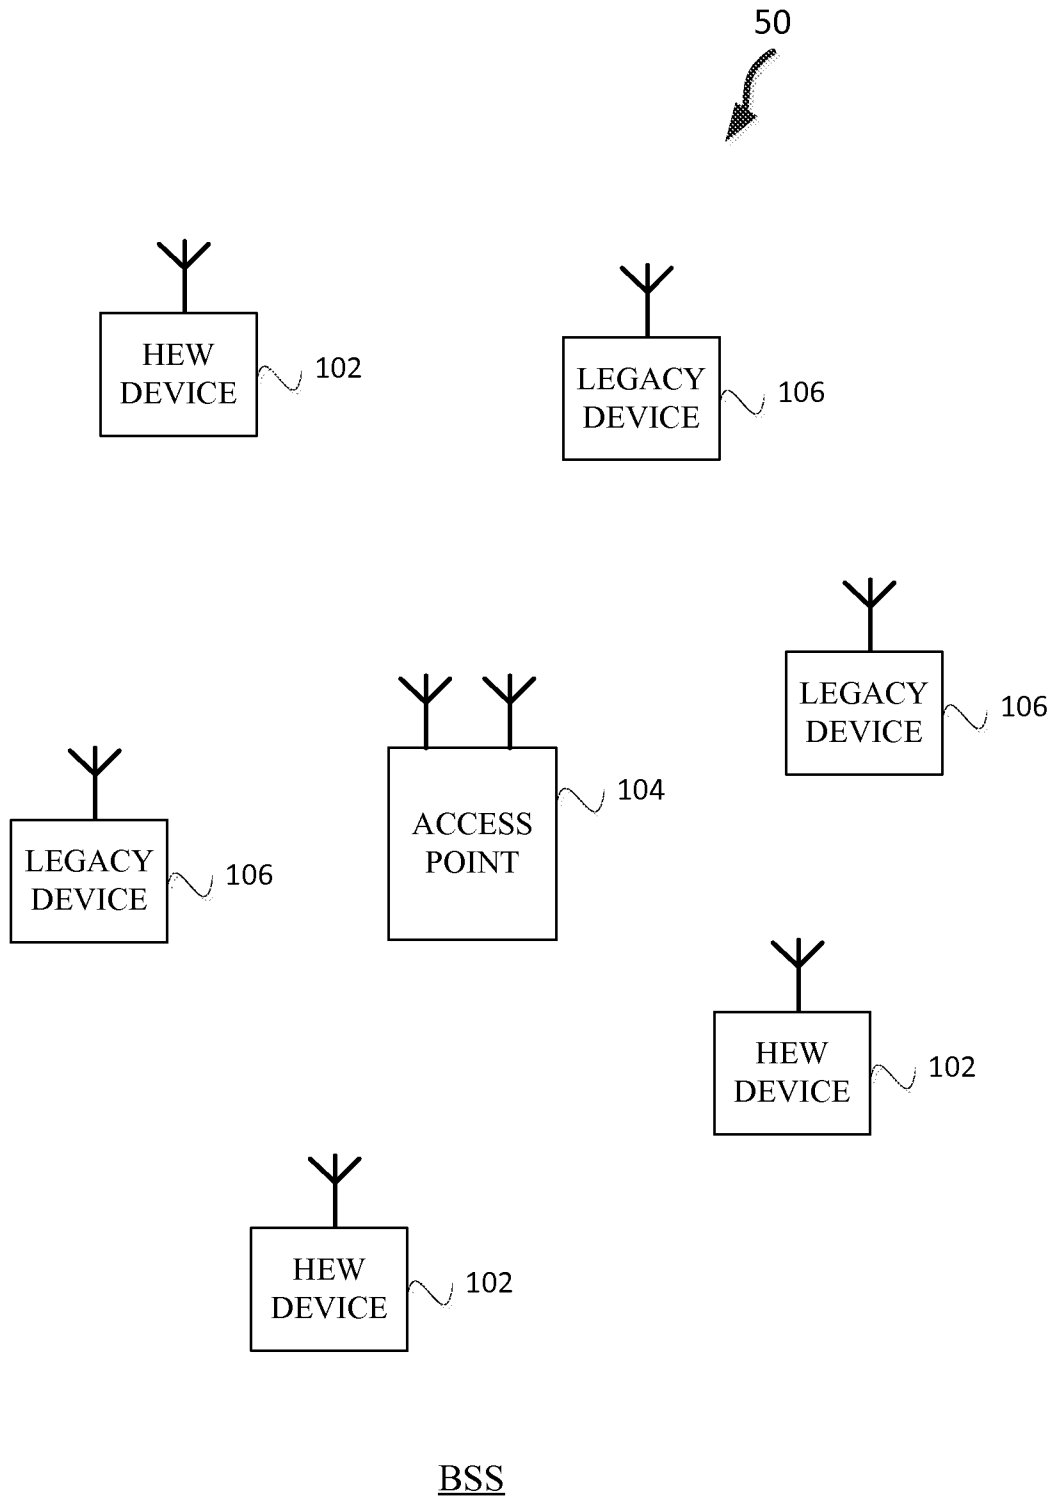 50
HEW
DEVICE
102
LEGACY
DEVICE
106
LEGACY
DEVICE
106
ACCESS
POINT
104
LEGACY
DEVICE
106
HEW
DEVICE
102
HEW
DEVICE
102
BSS